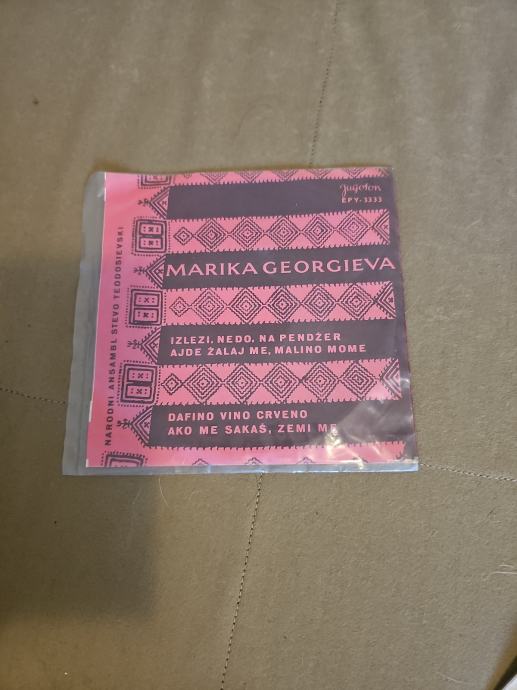 Jugoton
EPY-3333
MARIKA GEORGIEVA
IZLEZI, NEDO, NA PENDŽER
AJDE ŽALAJ ME, MALINO MOME
DAFINO VINO CRVENO
AKO ME SAKAŠ, ZEMI ME
NARODNI ANSAMBL STEVO TEODOSIEVSKI